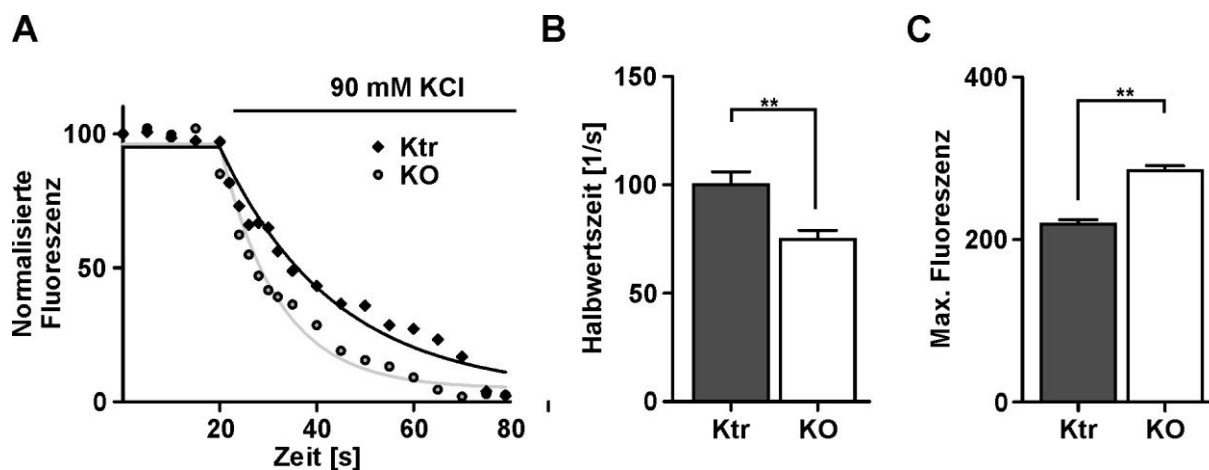 A
90 mM KCl
Ktr
KO
Normalisierte
Fluoreszenz
100
50
0
20
40
60
80
Zeit [s]
B
Halbwertszeit [1/s]
150
100
50
0
**
Ktr
KO
C
Max. Fluoreszenz
400
200
0
**
Ktr
KO